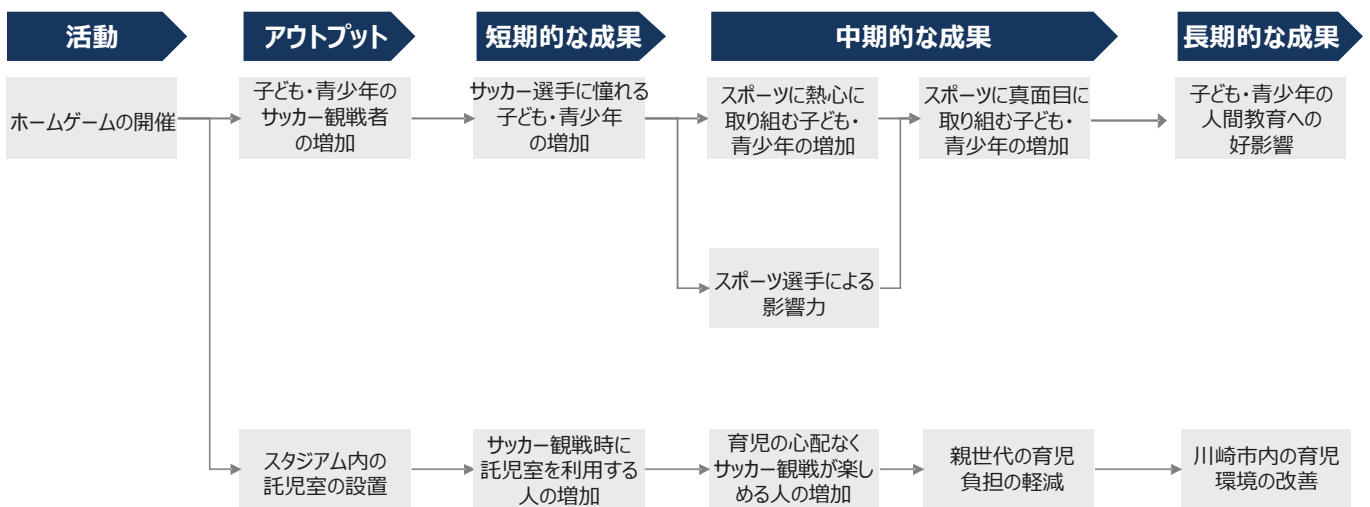 活動
アウトプット
短期的な成果
中期的な成果
長期的な成果
ホームゲームの開催
子ども・青少年の
サッカー観戦者
の増加
サッカー選手に憧れる
子ども・青少年
の増加
スポーツに熱心に
取り組む子ども・
青少年の増加
スポーツに真面目に
取り組む子ども・
青少年の増加
子ども・青少年の
人間教育への
好影響
スポーツ選手による
影響力
スタジアム内の
託児室の設置
サッカー観戦時に
託児室を利用する
人の増加
育児の心配なく
サッカー観戦が楽し
める人の増加
親世代の育児
負担の軽減
川崎市内の育児
環境の改善